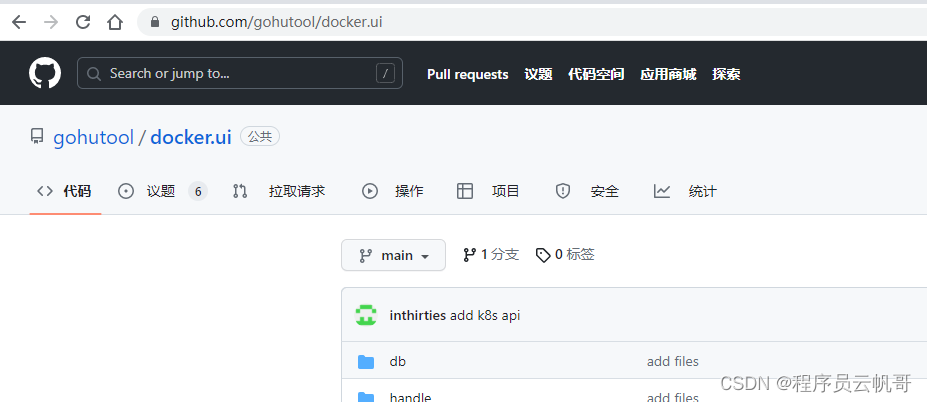 github.com/gohutool/docker.ui
Search or jump to... / Pull requests 议题 代码空间 应用商城 探索
gohutool / docker.ui 公共
代码 议题 6 拉取请求 操作 项目 安全 统计
main 1 分支 0 标签
inthirties add k8s api
db add files
handle add files
CSDN @程序员云帆哥